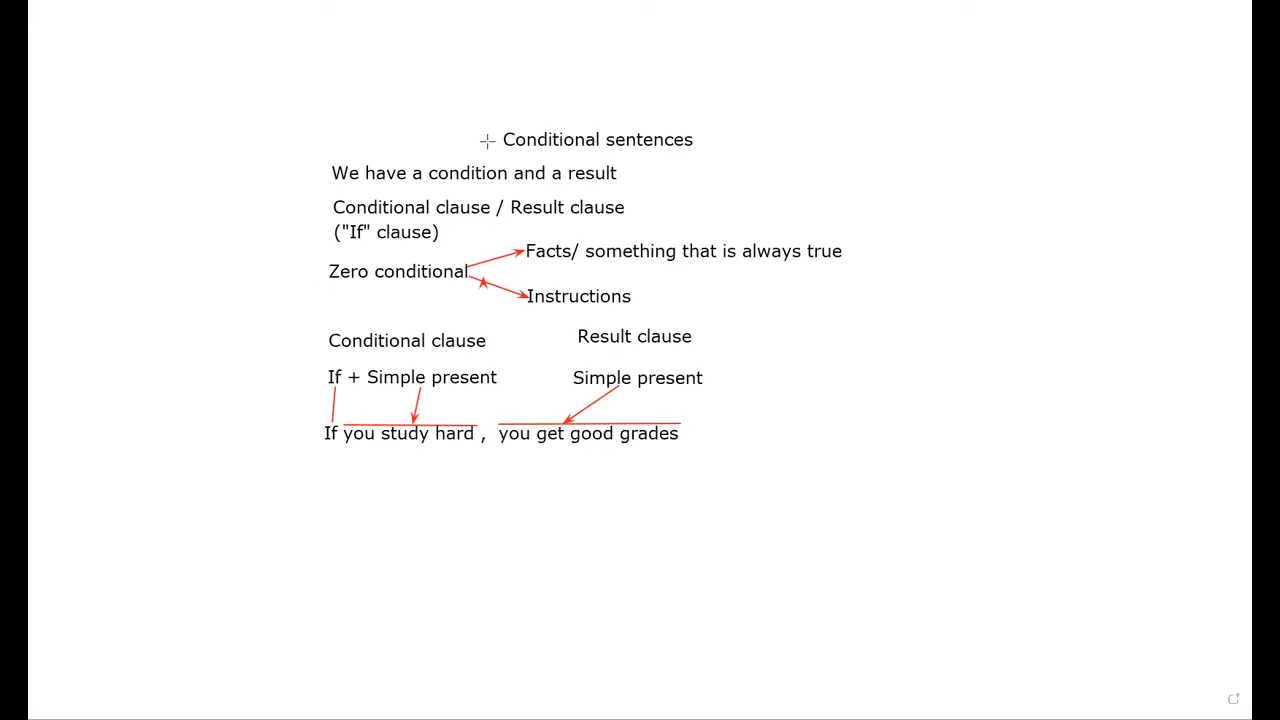 Conditional sentences
We have a condition and a result
Conditional clause / Result clause
("If" clause)
Facts/ something that is always true
Zero conditional
Instructions
Conditional clause Result clause
If + Simple present Simple present
If you study hard , you get good grades